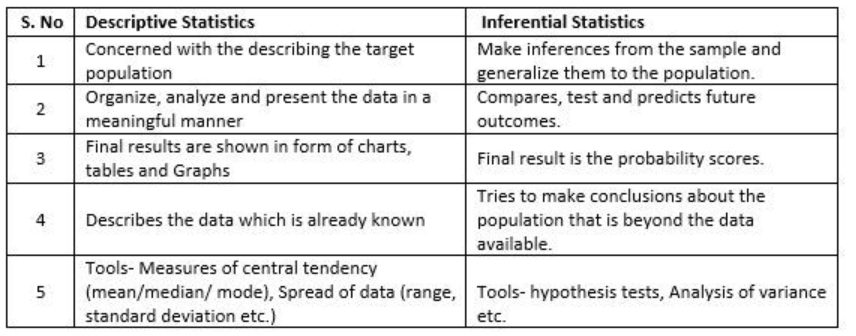 S. No Descriptive Statistics Inferential Statistics
1 Concerned with the describing the target
population
Make inferences from the sample and
generalize them to the population.
2 Organize, analyze and present the data in a
meaningful manner
Compares, test and predicts future
outcomes.
3 Final results are shown in form of charts,
tables and Graphs
Final result is the probability scores.
4 Describes the data which is already known
Tries to make conclusions about the
population that is beyond the data
available.
5 Tools- Measures of central tendency
(mean/median/ mode), Spread of data (range,
standard deviation etc.)
Tools- hypothesis tests, Analysis of variance
etc.